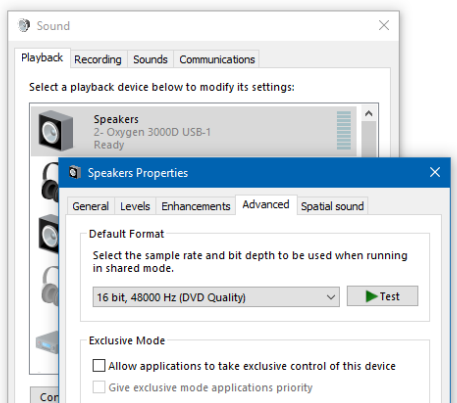 Sound
Playback Recording Sounds Communications
Select a playback device below to modify its settings:
Speakers
2- Oxygen 3000D USB-1
Ready
Speakers Properties
General Levels Enhancements Advanced Spatial sound
Default Format
Select the sample rate and bit depth to be used when running
in shared mode.
16 bit, 48000 Hz (DVD Quality) Test
Exclusive Mode
Allow applications to take exclusive control of this device
Give exclusive mode applications priority